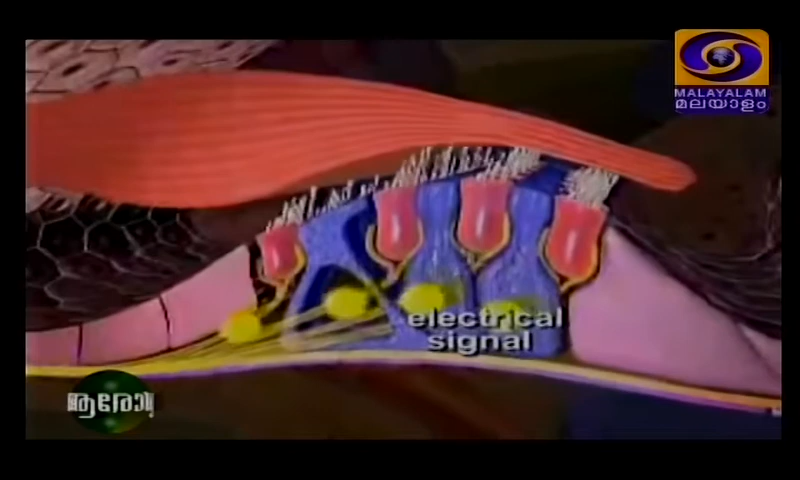 MALAYALAM
മലയാളം
electrical
signal